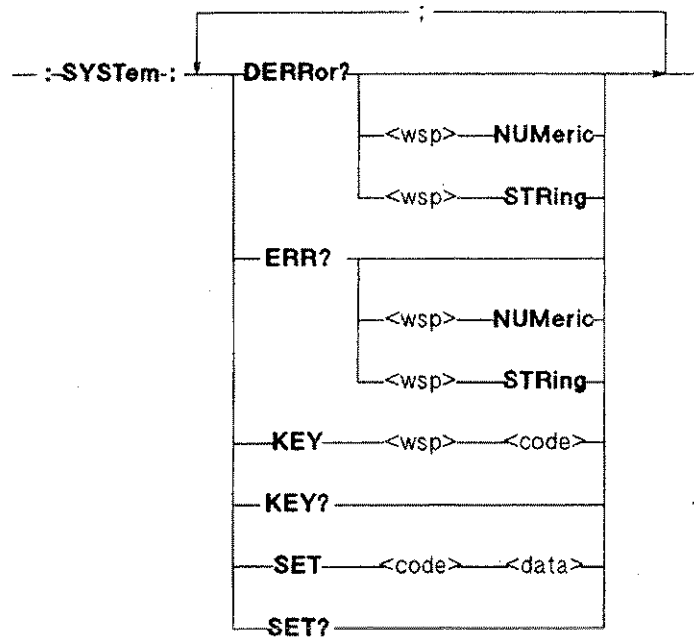 ;
:SYSTem: DERRor?
<wsp> NUMeric
<wsp> STRing
ERR?
<wsp> NUMeric
<wsp> STRing
KEY <wsp> <code>
KEY?
SET <code> <data>
SET?